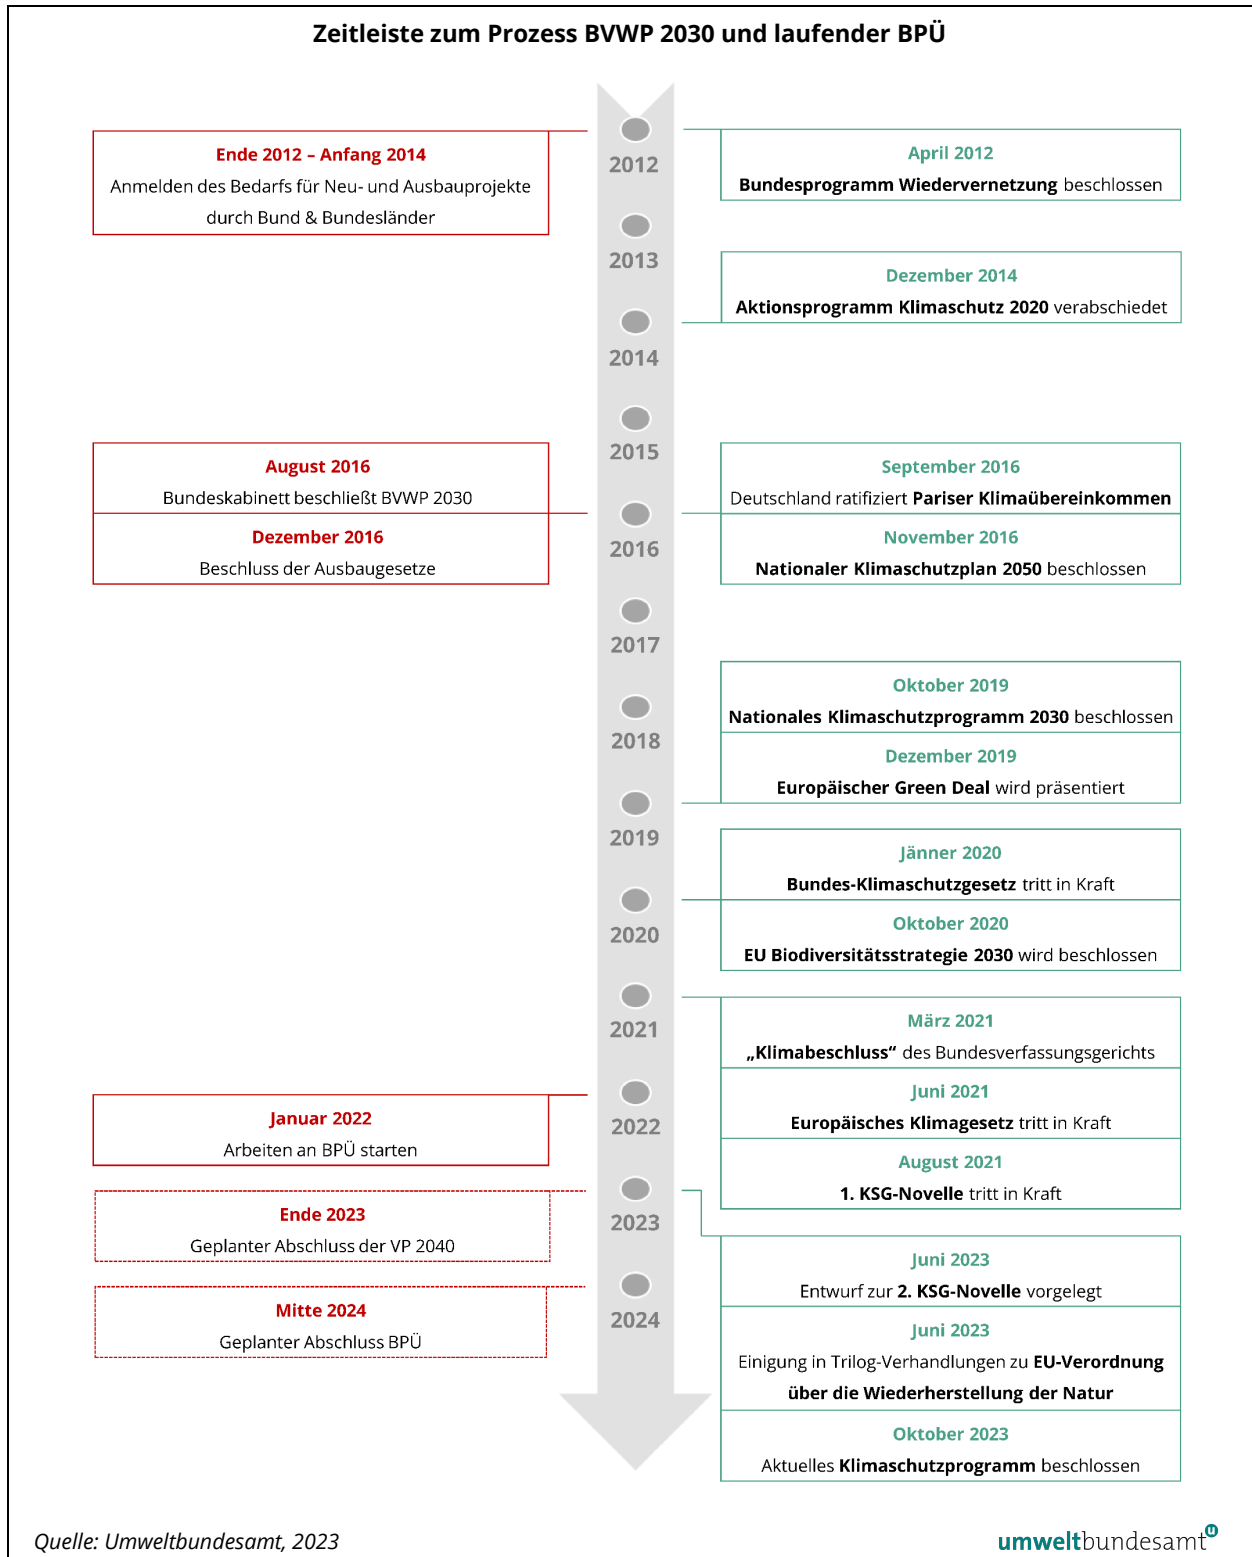 Zeitleiste zum Prozess BVWP 2030 und laufender BPÜ
Ende 2012 – Anfang 2014
Anmelden des Bedarfs für Neu- und Ausbauprojekte
durch Bund & Bundesländer
August 2016
Bundeskabinett beschließt BVWP 2030
Dezember 2016
Beschluss der Ausbaugesetze
Januar 2022
Arbeiten an BPÜ starten
Ende 2023
Geplanter Abschluss der VP 2040
Mitte 2024
Geplanter Abschluss BPÜ
2012
2013
2014
2015
2016
2017
2018
2019
2020
2021
2022
2023
2024
April 2012
Bundesprogramm Wiedervernetzung beschlossen
Dezember 2014
Aktionsprogramm Klimaschutz 2020 verabschiedet
September 2016
Deutschland ratifiziert Pariser Klimaübereinkommen
November 2016
Nationaler Klimaschutzplan 2050 beschlossen
Oktober 2019
Nationales Klimaschutzprogramm 2030 beschlossen
Dezember 2019
Europäischer Green Deal wird präsentiert
Jänner 2020
Bundes-Klimaschutzgesetz tritt in Kraft
Oktober 2020
EU Biodiversitätsstrategie 2030 wird beschlossen
März 2021
„Klimabeschluss“ des Bundesverfassungsgerichts
Juni 2021
Europäisches Klimagesetz tritt in Kraft
August 2021
1. KSG-Novelle tritt in Kraft
Juni 2023
Entwurf zur 2. KSG-Novelle vorgelegt
Juni 2023
Einigung in Trilog-Verhandlungen zu EU-Verordnung
über die Wiederherstellung der Natur
Oktober 2023
Aktuelles Klimaschutzprogramm beschlossen
Quelle: Umweltbundesamt, 2023
umweltbundesamt u